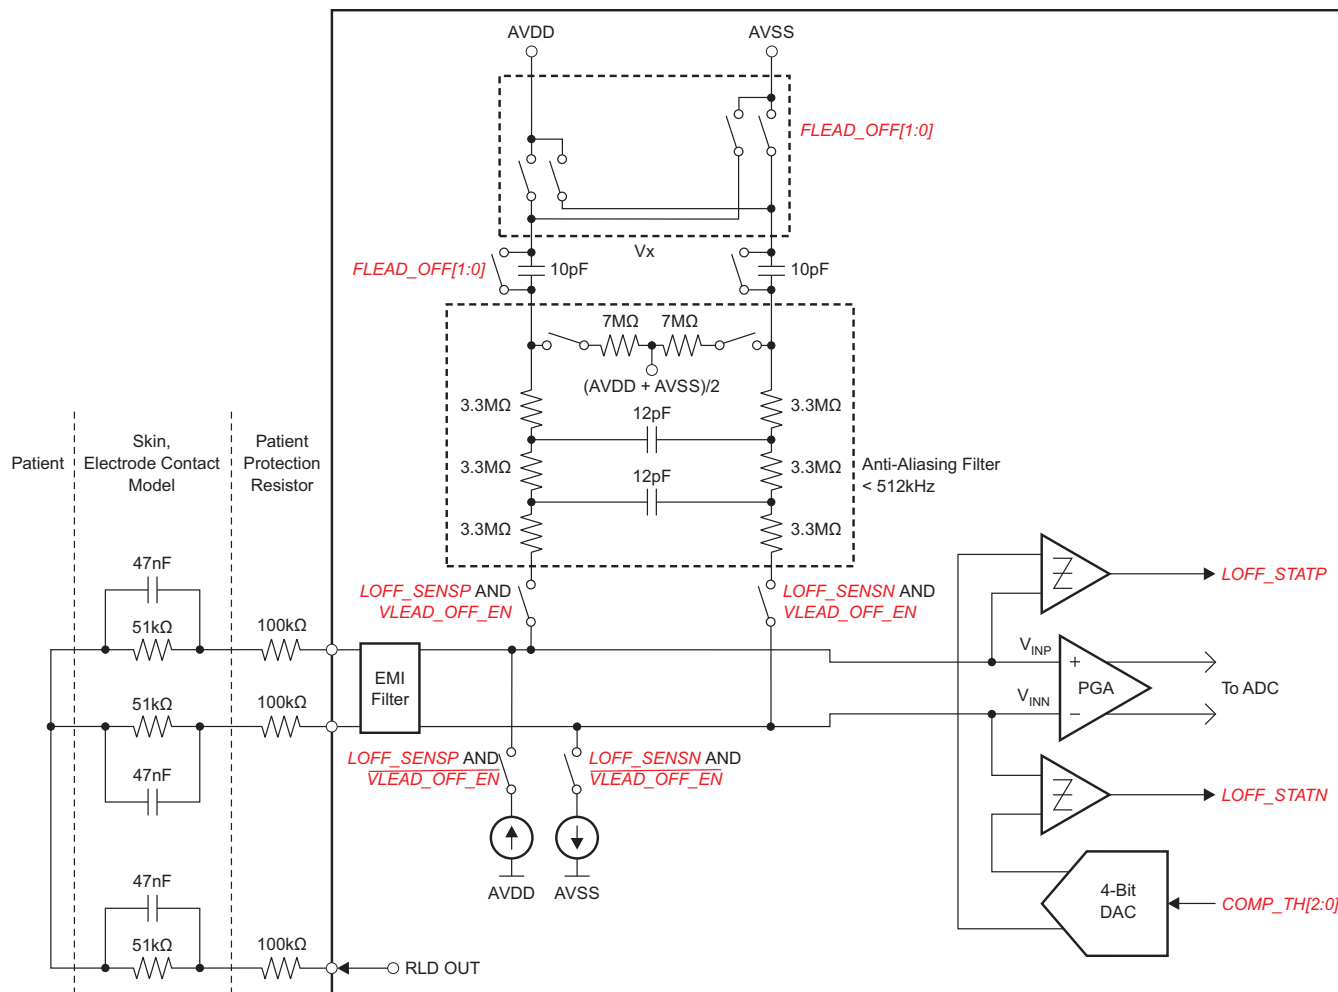 AVDD
AVSS
FLEAD_OFF[1:0]
Vx
FLEAD_OFF[1:0]
10pF
10pF
7MΩ
7MΩ
(AVDD + AVSS)/2
3.3MΩ
12pF
3.3MΩ
3.3MΩ
12pF
3.3MΩ
Anti-Aliasing Filter
< 512kHz
3.3MΩ
3.3MΩ
Patient
Skin,
Electrode Contact
Model
Patient
Protection
Resistor
47nF
51kΩ
100kΩ
LOFF_SENSP AND
VLEAD_OFF_EN
LOFF_SENSN AND
VLEAD_OFF_EN
LOFF_STATP
EMI
Filter
VINP
+
PGA
To ADC
VINN
−
51kΩ
100kΩ
47nF
LOFF_SENSP AND
VLEAD_OFF_EN
LOFF_SENSN AND
VLEAD_OFF_EN
LOFF_STATN
AVDD
AVSS
4-Bit
DAC
COMP_TH[2:0]
47nF
51kΩ
100kΩ
RLD OUT